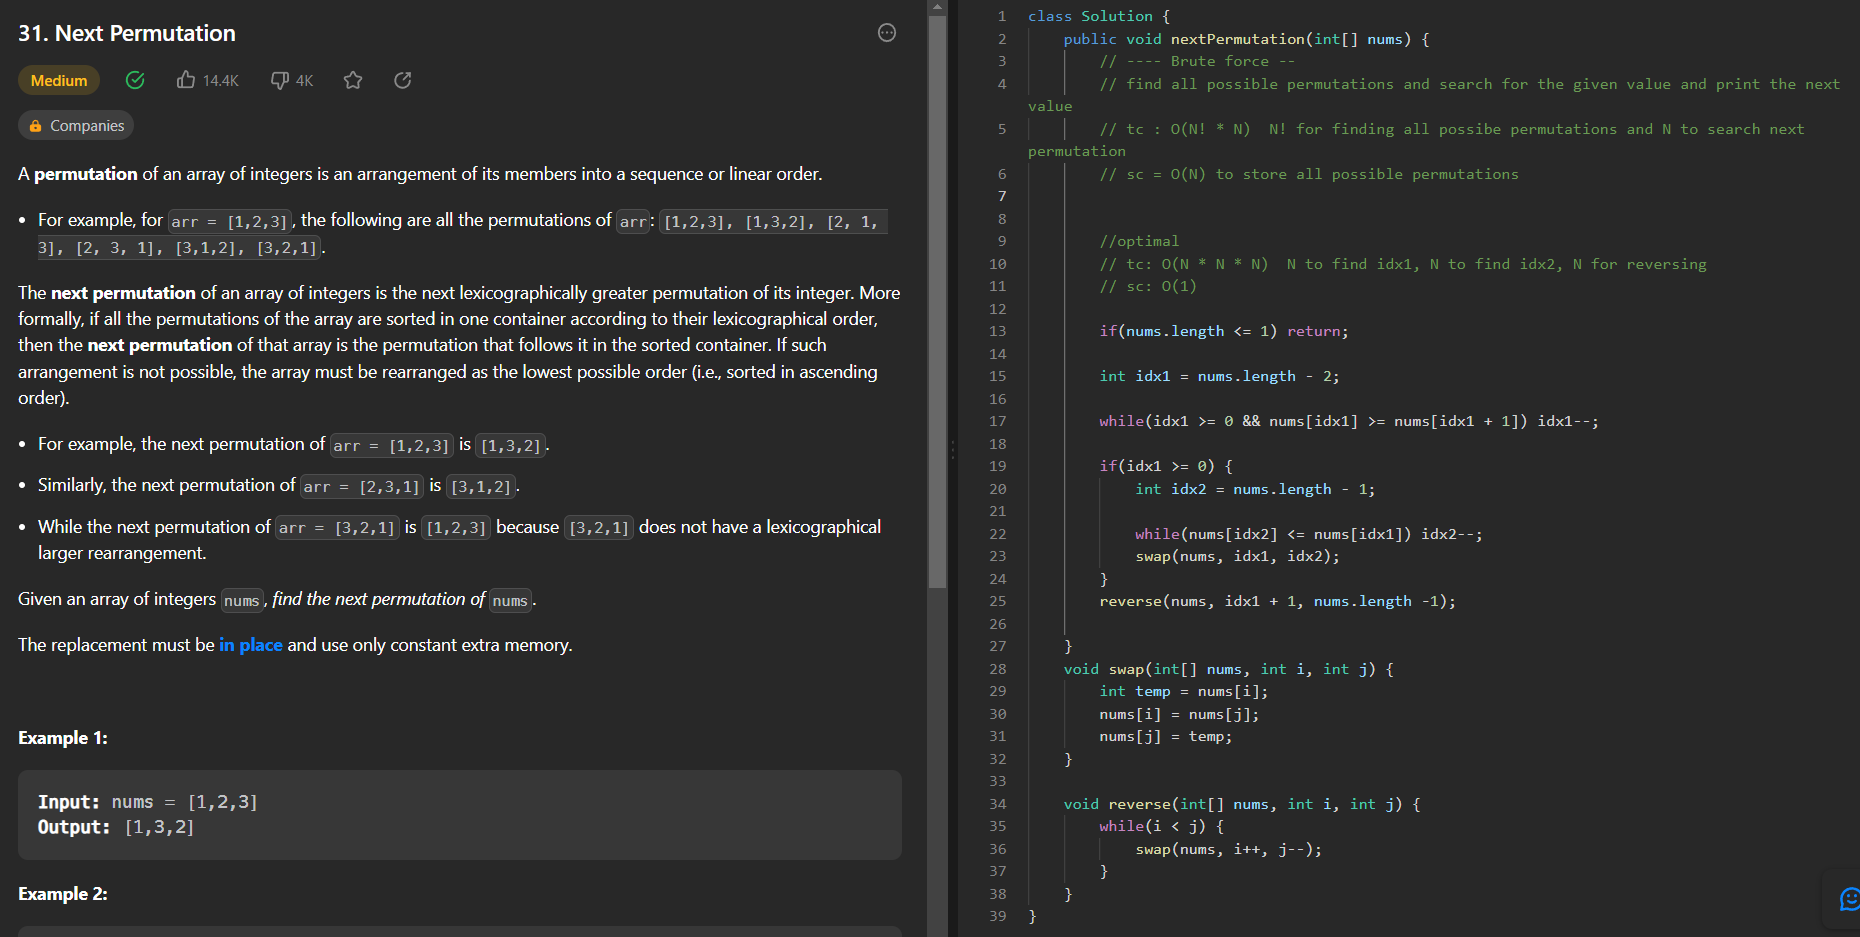 31. Next Permutation
Medium 14.4K 4K
Companies
A permutation of an array of integers is an arrangement of its members into a sequence or linear order.
• For example, for arr = [1,2,3], the following are all the permutations of arr: [1,2,3], [1,3,2], [2, 1,
3], [2, 3, 1], [3,1,2], [3,2,1].
The next permutation of an array of integers is the next lexicographically greater permutation of its integer. More
formally, if all the permutations of the array are sorted in one container according to their lexicographical order,
then the next permutation of that array is the permutation that follows it in the sorted container. If such
arrangement is not possible, the array must be rearranged as the lowest possible order (i.e., sorted in ascending
order).
• For example, the next permutation of arr = [1,2,3] is [1,3,2].
• Similarly, the next permutation of arr = [2,3,1] is [3,1,2].
• While the next permutation of arr = [3,2,1] is [1,2,3] because [3,2,1] does not have a lexicographical
larger rearrangement.
Given an array of integers nums, find the next permutation of nums.
The replacement must be in place and use only constant extra memory.
Example 1:
Input: nums = [1,2,3]
Output: [1,3,2]
Example 2:
1 class Solution {
2 public void nextPermutation(int[] nums) {
3 // ---- Brute force --
4 // find all possible permutations and search for the given value and print the next
value
5 // tc : O(N! * N)  N! for finding all possibe permutations and N to search next
permutation
6 // sc = O(N) to store all possible permutations
7
8
9 //optimal
10 // tc: O(N * N * N)  N to find idx1, N to find idx2, N for reversing
11 // sc: O(1)
12
13 if(nums.length <= 1) return;
14
15 int idx1 = nums.length - 2;
16
17 while(idx1 >= 0 && nums[idx1] >= nums[idx1 + 1]) idx1--;
18
19 if(idx1 >= 0) {
20 int idx2 = nums.length - 1;
21
22 while(nums[idx2] <= nums[idx1]) idx2--;
23 swap(nums, idx1, idx2);
24 }
25 reverse(nums, idx1 + 1, nums.length -1);
26
27 }
28 void swap(int[] nums, int i, int j) {
29 int temp = nums[i];
30 nums[i] = nums[j];
31 nums[j] = temp;
32 }
33
34 void reverse(int[] nums, int i, int j) {
35 while(i < j) {
36 swap(nums, i++, j--);
37 }
38 }
39 }